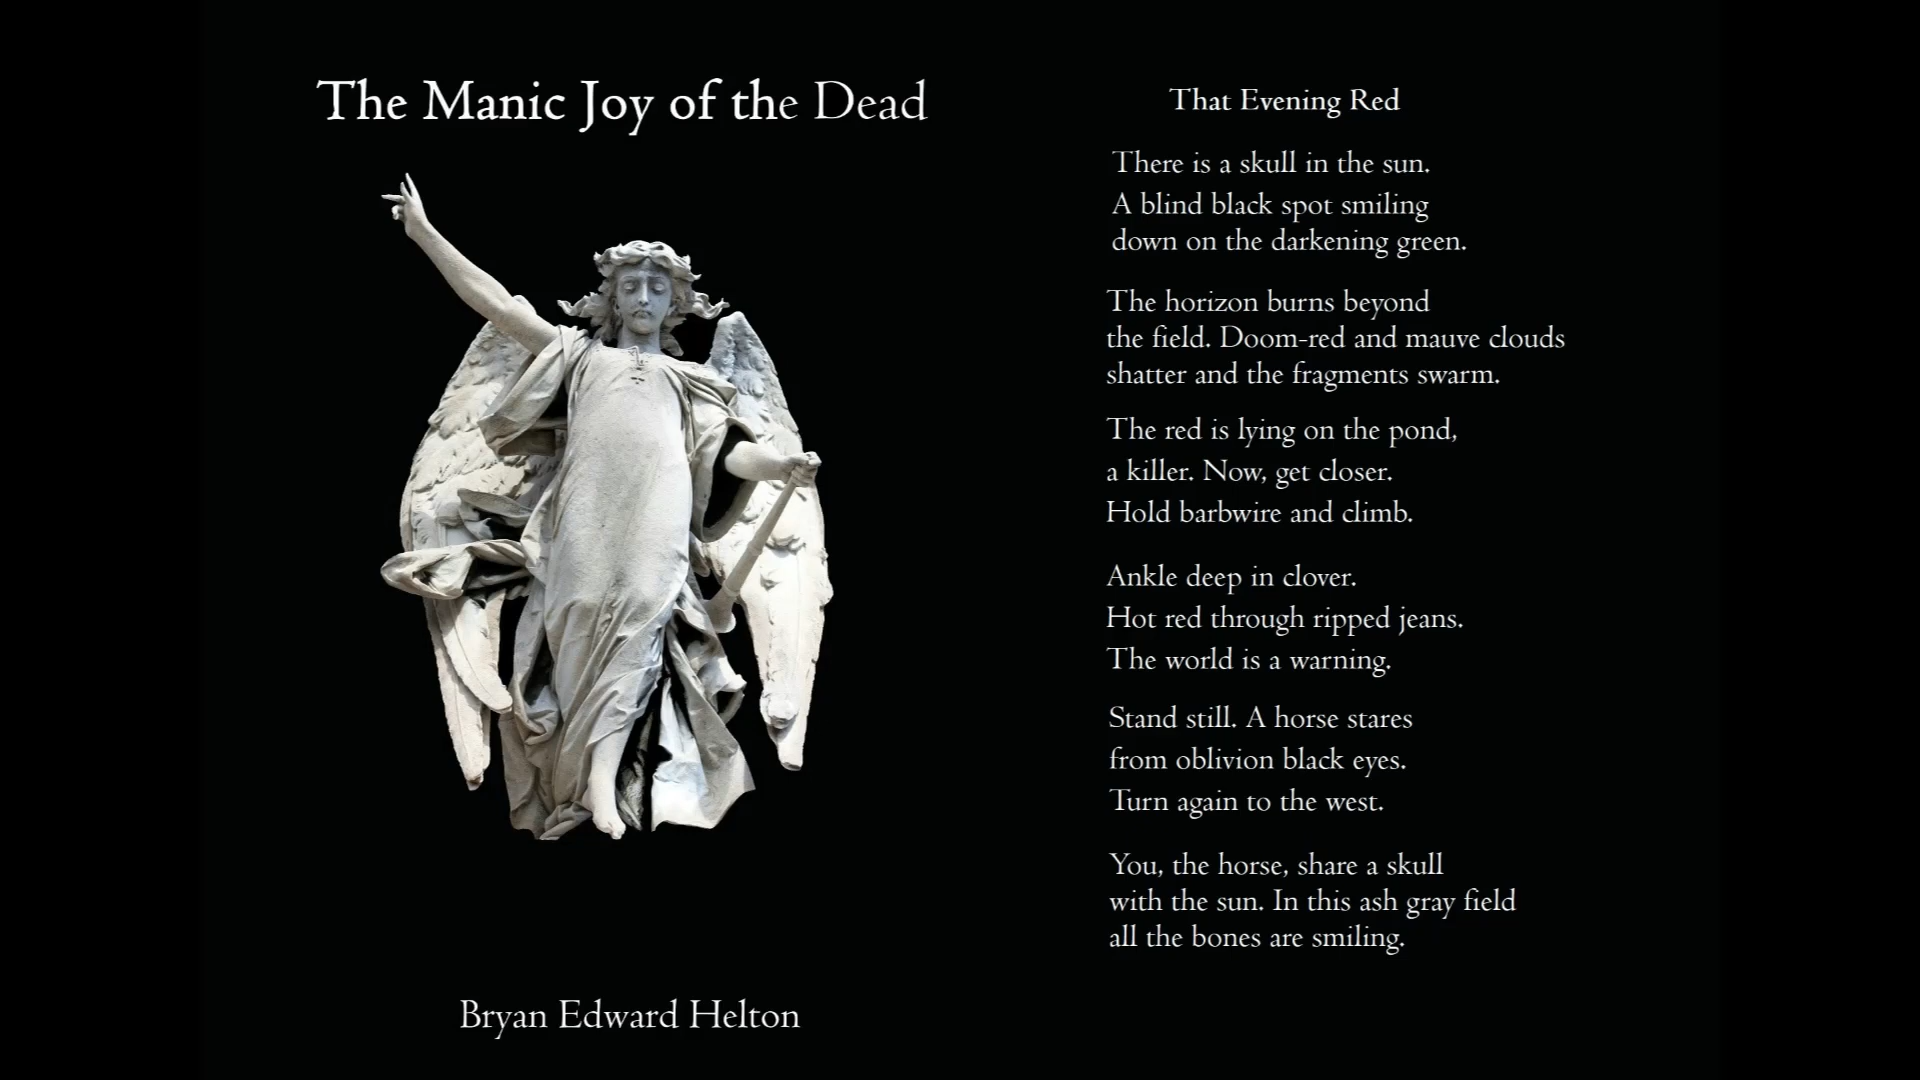 The Manic Joy of the Dead
Bryan Edward Helton
That Evening Red
There is a skull in the sun.
A blind black spot smiling
down on the darkening green.
The horizon burns beyond
the field. Doom-red and mauve clouds
shatter and the fragments swarm.
The red is lying on the pond,
a killer. Now, get closer.
Hold barbwire and climb.
Ankle deep in clover.
Hot red through ripped jeans.
The world is a warning.
Stand still. A horse stares
from oblivion black eyes.
Turn again to the west.
You, the horse, share a skull
with the sun. In this ash gray field
all the bones are smiling.